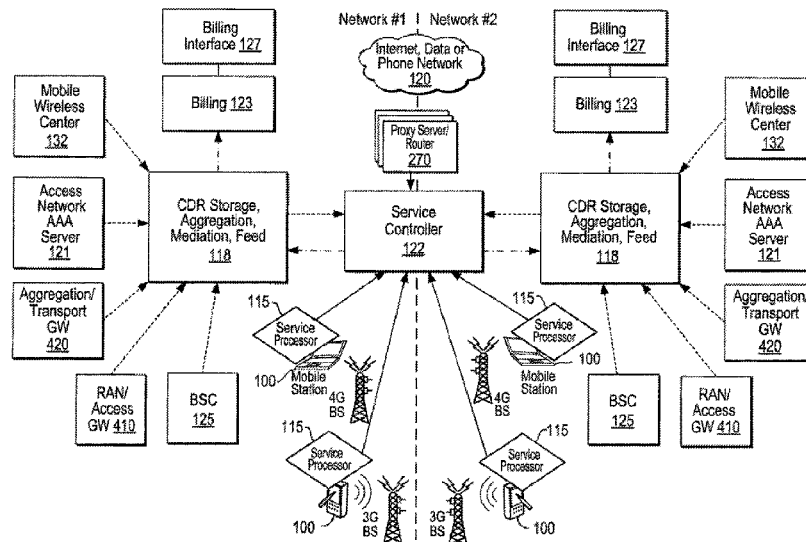 Network #1
Network #2
Billing
Interface 127
Internet, Data or
Phone Network
120
Billing
Interface 127
Mobile
Wireless
Center
132
Billing 123
Proxy Server/
Router
270
Billing 123
Mobile
Wireless
Center
132
Access
Network
AAA
Server
121
CDR Storage,
Aggregation,
Mediation, Feed
118
Service
Controller
122
CDR Storage,
Aggregation,
Mediation, Feed
118
Access
Network
AAA
Server
121
Aggregation/
Transport
GW
420
115
Service
Processor
100
Mobile
Station
115
Service
Processor
100
Mobile
Station
Aggregation/
Transport
GW
420
RAN/
Access
GW 410
BSC
125
4G
BS
4G
BS
BSC
125
RAN/
Access
GW 410
115
Service
Processor
100
3G
BS
115
Service
Processor
3G
BS
100